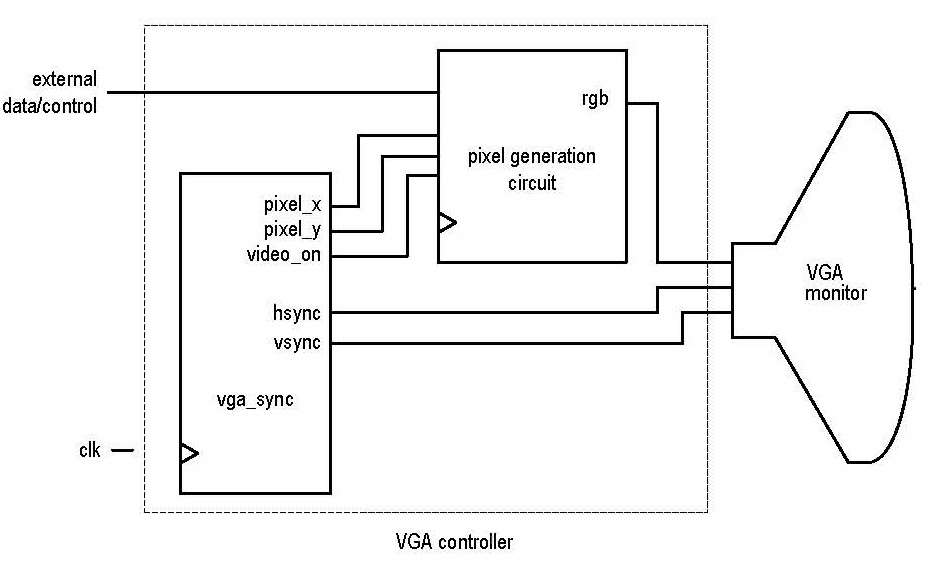 external
data/control
rgb
pixel generation
circuit
pixel_x
pixel_y
video_on
hsync
vsync
vga_sync
clk
VGA
monitor
VGA controller